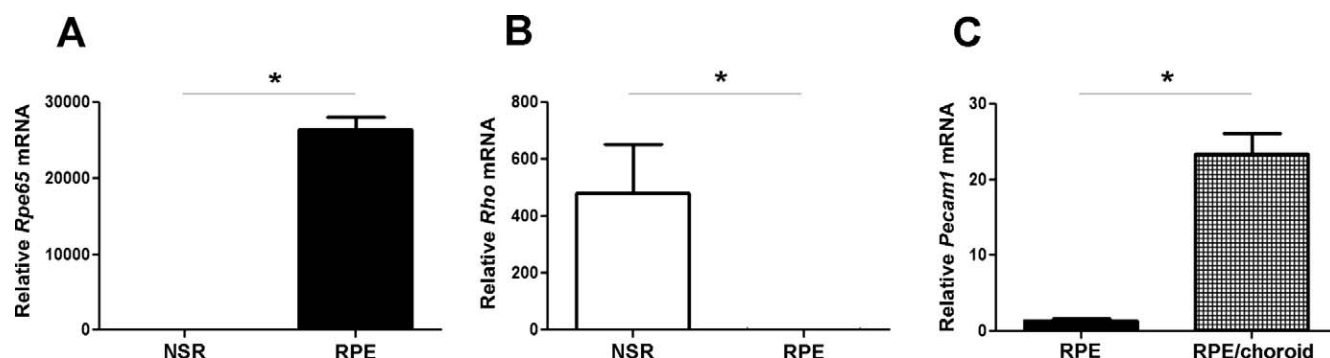 A
Relative Rpe65 mRNA
30000
20000
10000
0
*
NSR RPE
B
Relative Rho mRNA
800
600
400
200
0
*
NSR RPE
C
Relative Pecam1 mRNA
30
20
10
0
*
RPE RPE/choroid